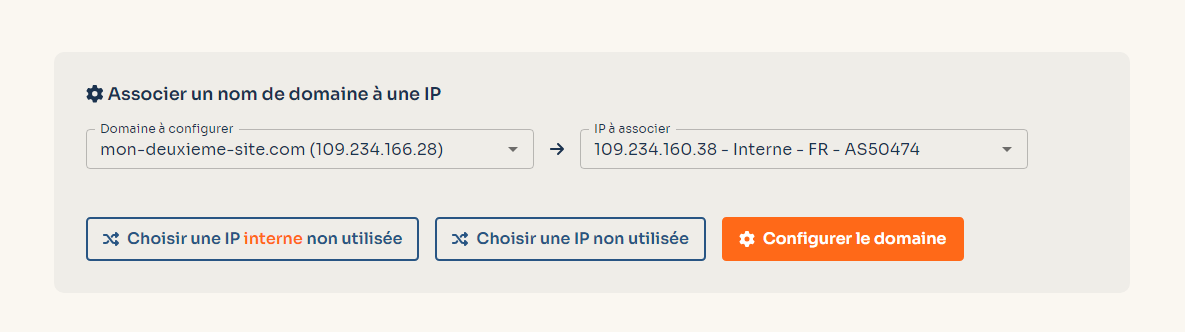 Associer un nom de domaine à une IP
Domaine à configurer
IP à associer
mon-deuxieme-site.com (109.234.166.28)
109.234.160.38 - Interne - FR - AS50474
Choisir une IP interne non utilisée
Choisir une IP non utilisée
Configurer le domaine